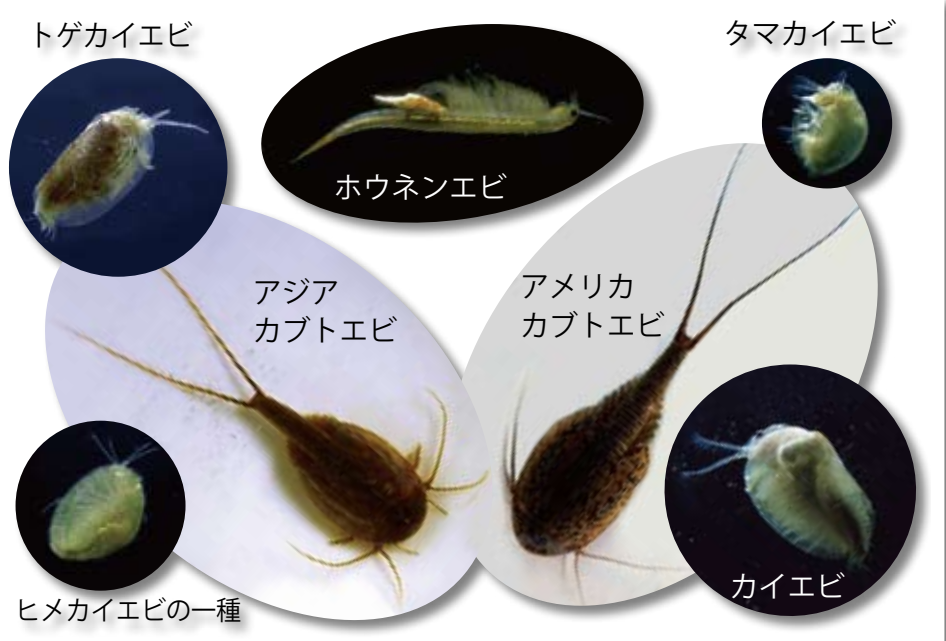 トゲカイエビ
タマカイエビ
ホウネンエビ
アジア
カブトエビ
アメリカ
カブトエビ
カイエビ
ヒメカイエビの一種